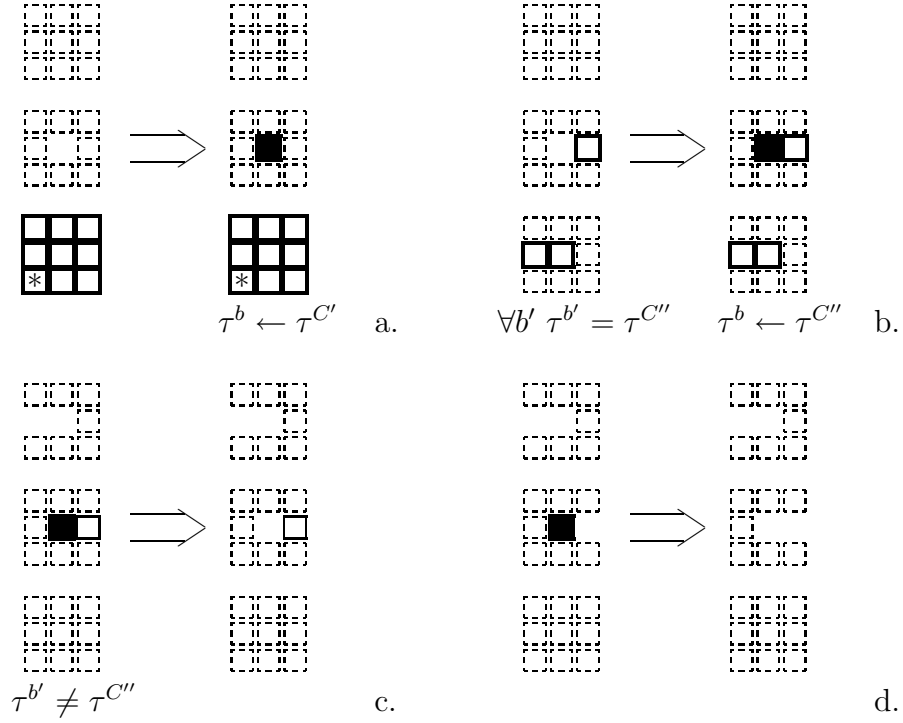 * *
τ^b ← τ^{C'} a. ∀b' τ^{b'} = τ^{C''} τ^b ← τ^{C''} b.
τ^{b'} ≠ τ^{C''} c. d.